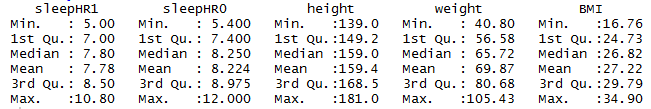 sleepHR1 sleepHR0 height weight BMI
Min. : 5.00 Min. : 5.400 Min. :139.0 Min. : 40.80 Min. :16.76
1st Qu.: 7.00 1st Qu.: 7.400 1st Qu.:149.2 1st Qu.: 56.58 1st Qu.:24.73
Median : 7.80 Median : 8.250 Median :159.0 Median : 65.72 Median :26.82
Mean : 7.78 Mean : 8.224 Mean :159.4 Mean : 69.87 Mean :27.22
3rd Qu.: 8.50 3rd Qu.: 8.975 3rd Qu.:168.5 3rd Qu.: 80.68 3rd Qu.:29.79
Max. :10.80 Max. :12.000 Max. :181.0 Max. :105.43 Max. :34.90